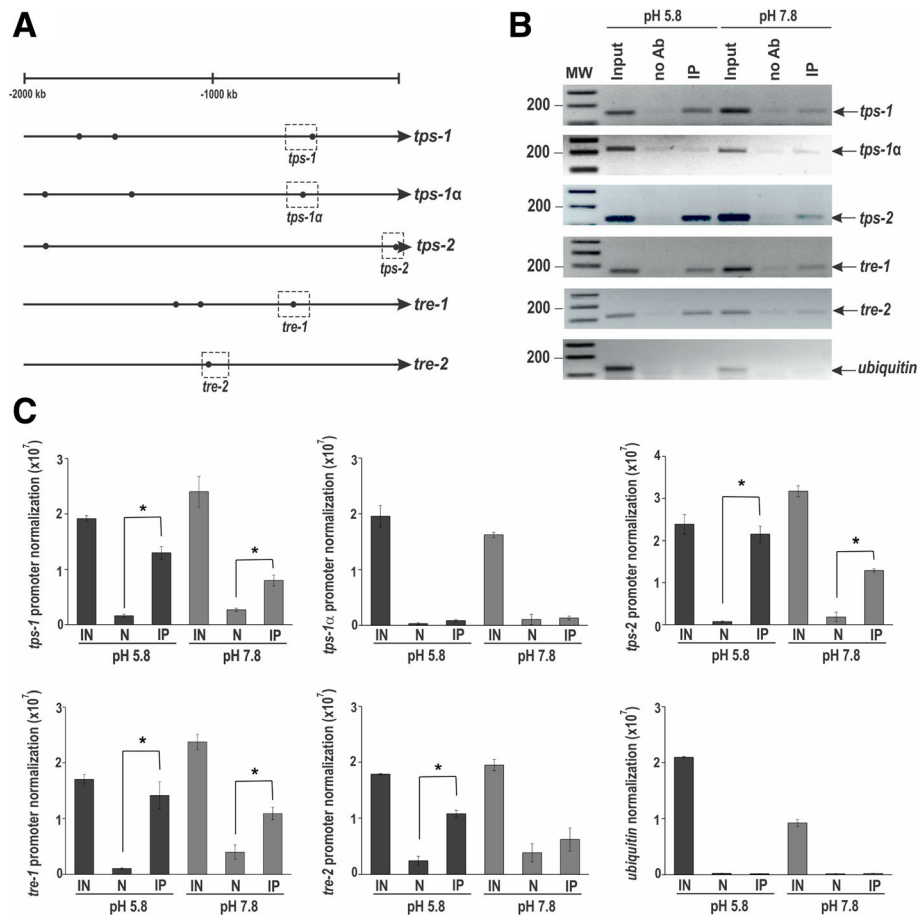 A
-2000 kb
-1000 kb
tps-1
tps-1
tps-1α
tps-1α
tps-2
tps-2
tre-1
tre-1
tre-2
tre-2
B
pH 5.8 pH 7.8
MW Input no Ab IP Input no Ab IP
200 tps-1
200 tps-1α
200 tps-2
200 tre-1
200 tre-2
200 ubiquitin
C
tps-1 promoter normalization (x10⁷)
3
2
1
0
* *
IN N IP IN N IP
pH 5.8 pH 7.8
tps-1α promoter normalization (x10⁷)
3
2
1
0
IN N IP IN N IP
pH 5.8 pH 7.8
tps-2 promoter normalization (x10⁷)
4
3
2
1
0
* *
IN N IP IN N IP
pH 5.8 pH 7.8
tre-1 promoter normalization (x10⁷)
3
2
1
0
* *
IN N IP IN N IP
pH 5.8 pH 7.8
tre-2 promoter normalization (x10⁷)
3
2
1
0
*
IN N IP IN N IP
pH 5.8 pH 7.8
ubiquitin normalization (x10⁷)
3
2
1
0
IN N IP IN N IP
pH 5.8 pH 7.8